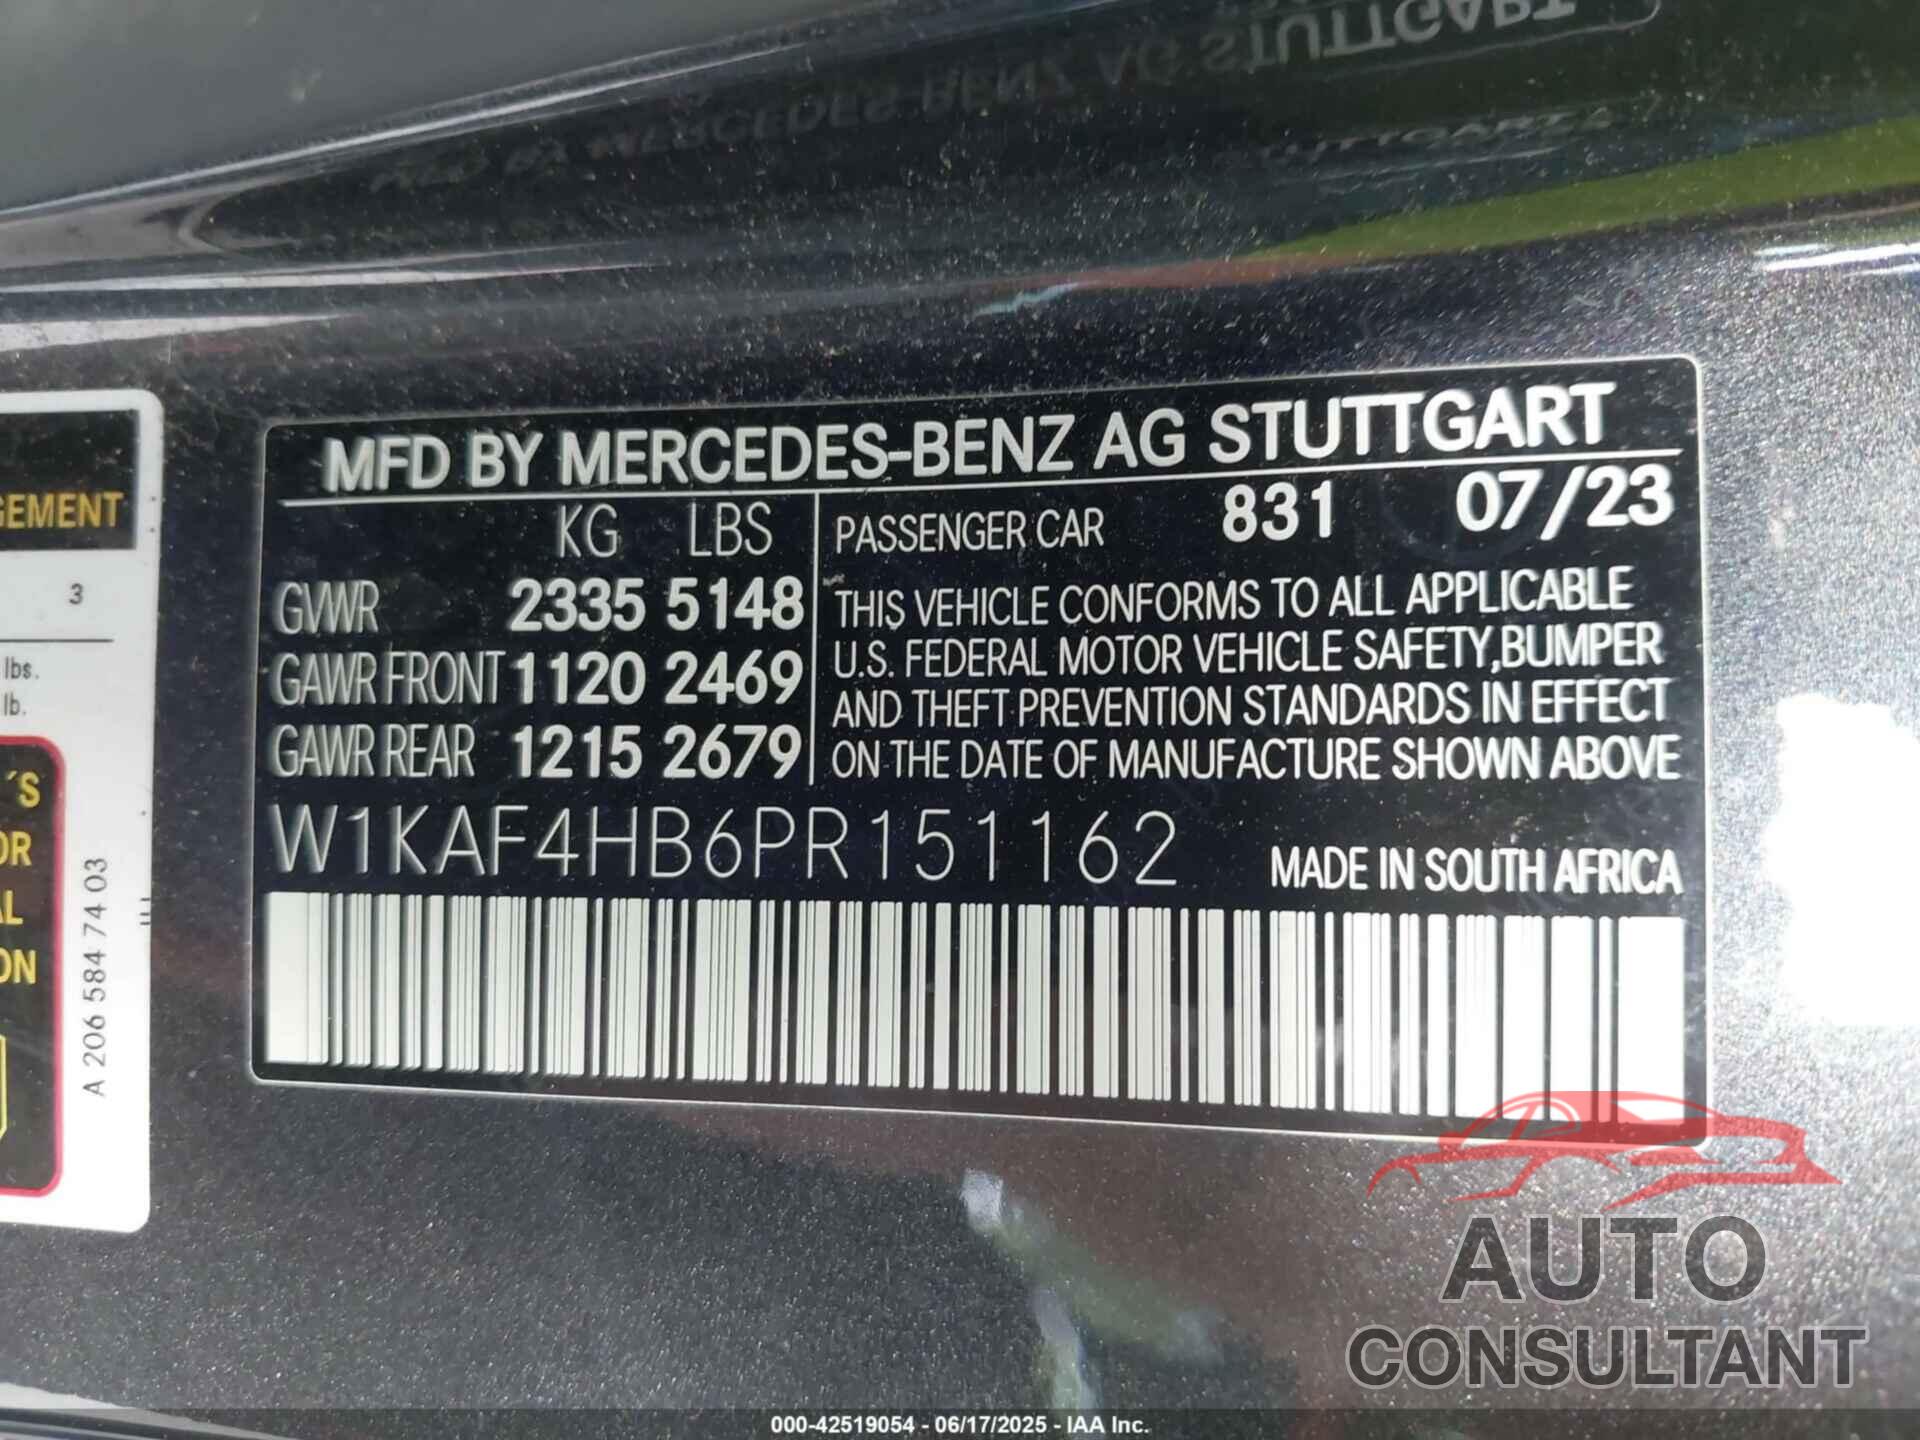 MFD BY MERCEDES-BENZ AG STUTTGART
KG LBS
GVWR 2335 5148
GAWR FRONT 1120 2469
GAWR REAR 1215 2679
PASSENGER CAR 831 07/23
THIS VEHICLE CONFORMS TO ALL APPLICABLE
U.S. FEDERAL MOTOR VEHICLE SAFETY,BUMPER
AND THEFT PREVENTION STANDARDS IN EFFECT
ON THE DATE OF MANUFACTURE SHOWN ABOVE
W1KAF4HB6PR151162
MADE IN SOUTH AFRICA
GEMENT
3
lbs.
lb.
´S
OR
AL
ON
A 206 584 74 03
AUTO
CONSULTANT
000-42519054 - 06/17/2025 - IAA Inc.